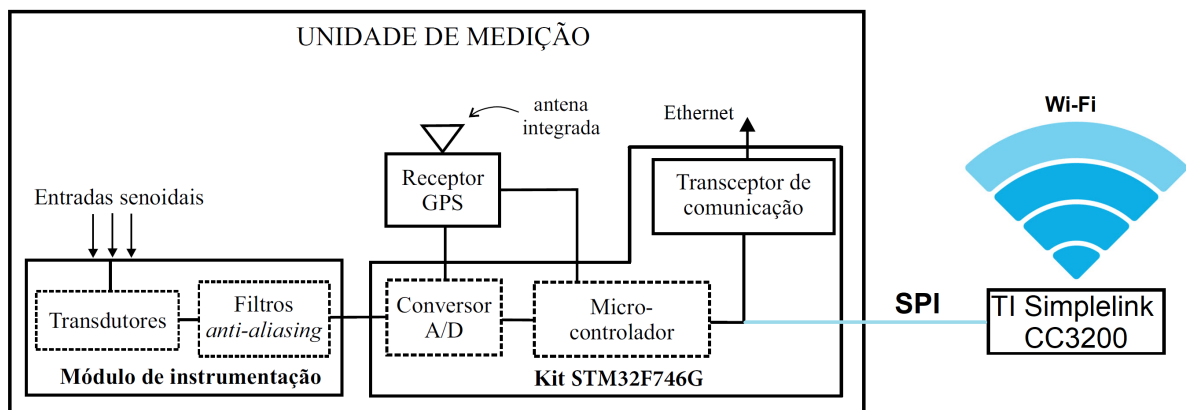 UNIDADE DE MEDIÇÃO
antena
integrada
Ethernet
Wi-Fi
Receptor
GPS
Transceptor de
comunicação
Entradas senoidais
Transdutores
Filtros
anti-aliasing
Conversor
A/D
Micro-
controlador
SPI
TI Simplelink
CC3200
Módulo de instrumentação
Kit STM32F746G